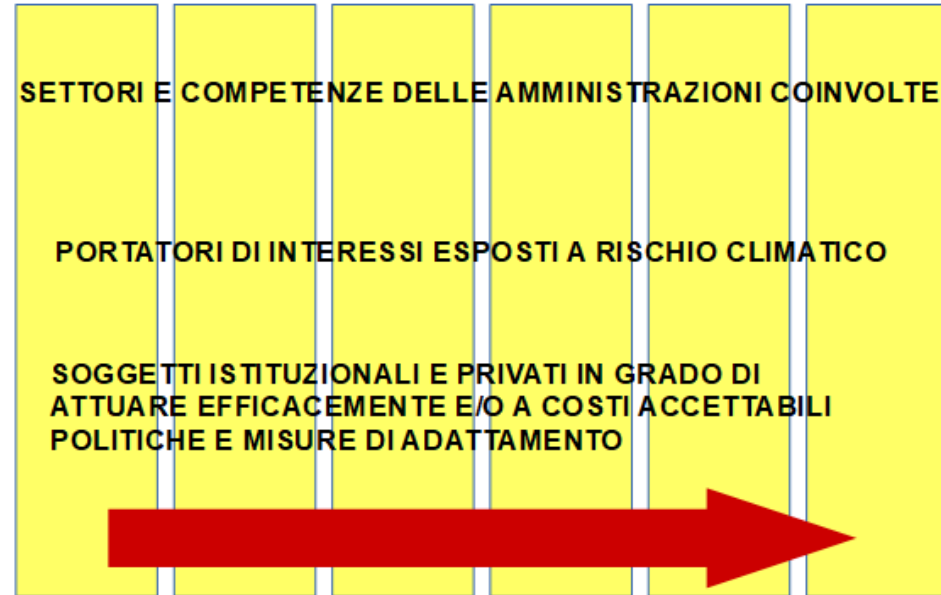 SETTORI E COMPETENZE DELLE AMMINISTRAZIONI COINVOLTE
PORTATORI DI INTERESSI ESPOSTI A RISCHIO CLIMATICO
SOGGETTI ISTITUZIONALI E PRIVATI IN GRADO DI
ATTUARE EFFICACEMENTE E/O A COSTI ACCETTABILI
POLITICHE E MISURE DI ADATTAMENTO